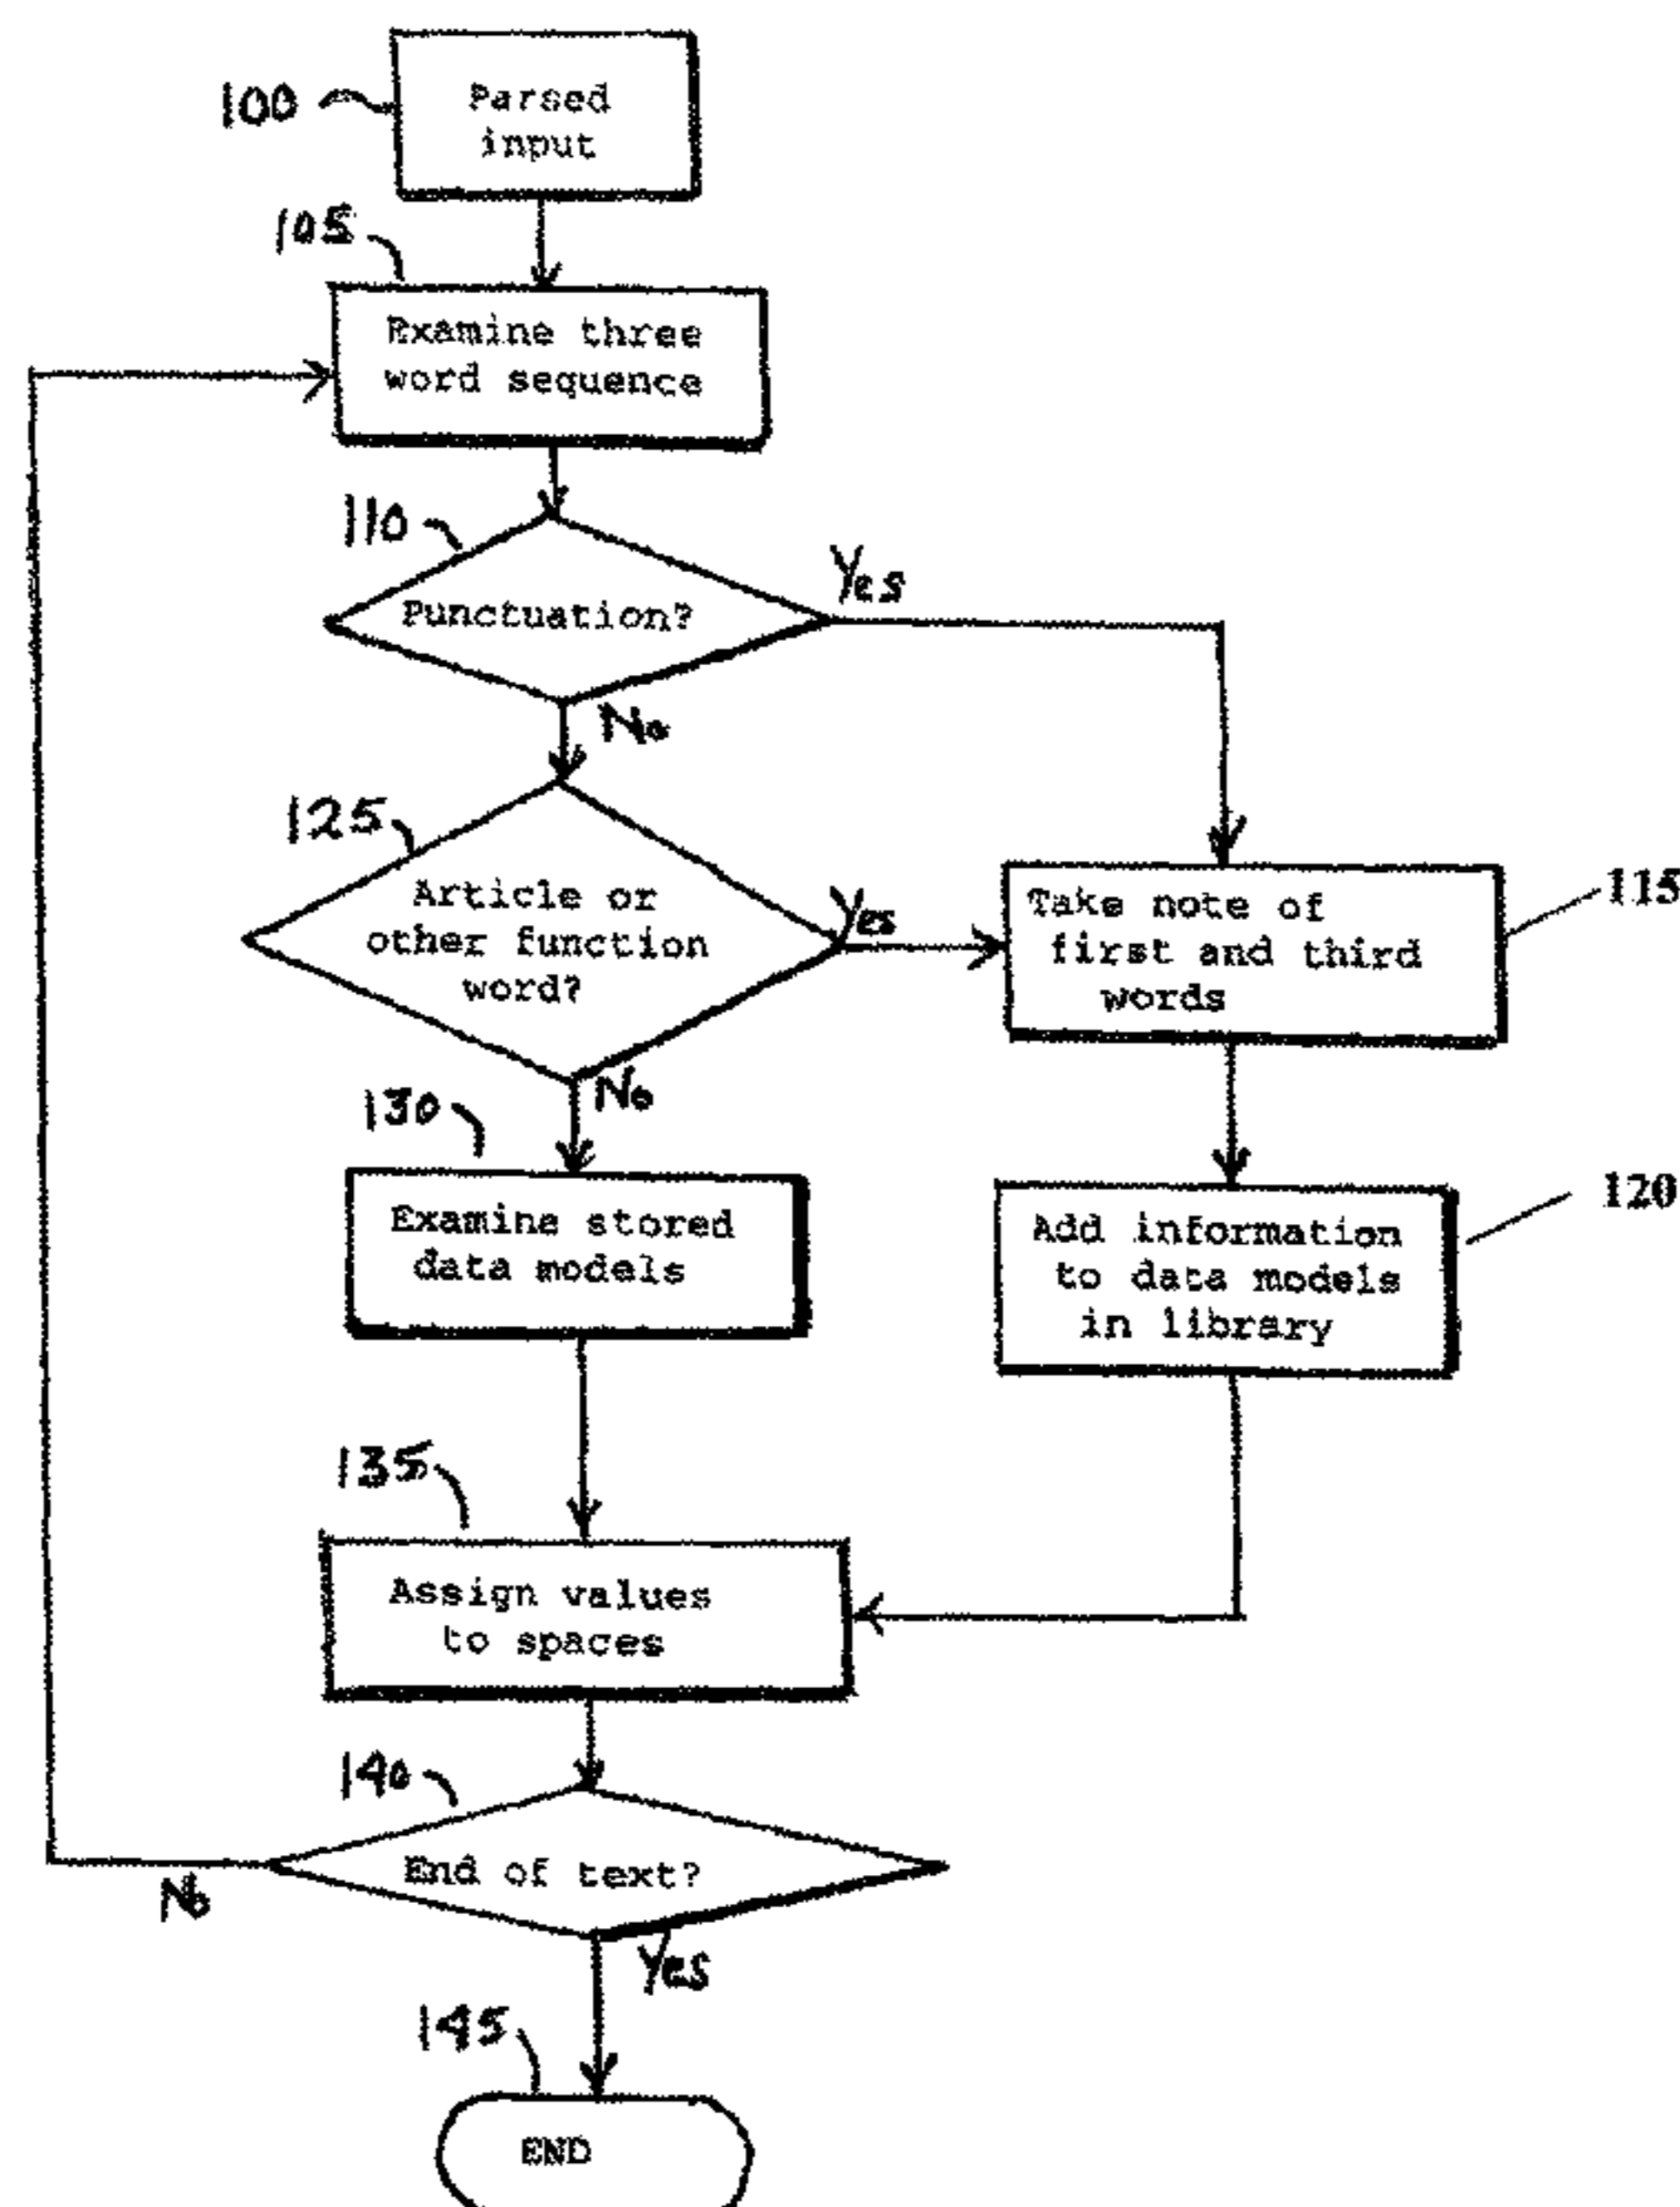 100
Parsed
input
105
Examine three
word sequence
110
Punctuation?
Yes
No
125
Article or
other function
word?
Yes
No
Take note of
first and third
words
115
130
Examine stored
data models
Add information
to data models
in library
120
135
Assign values
to spaces
140
End of text?
No
Yes
145
END